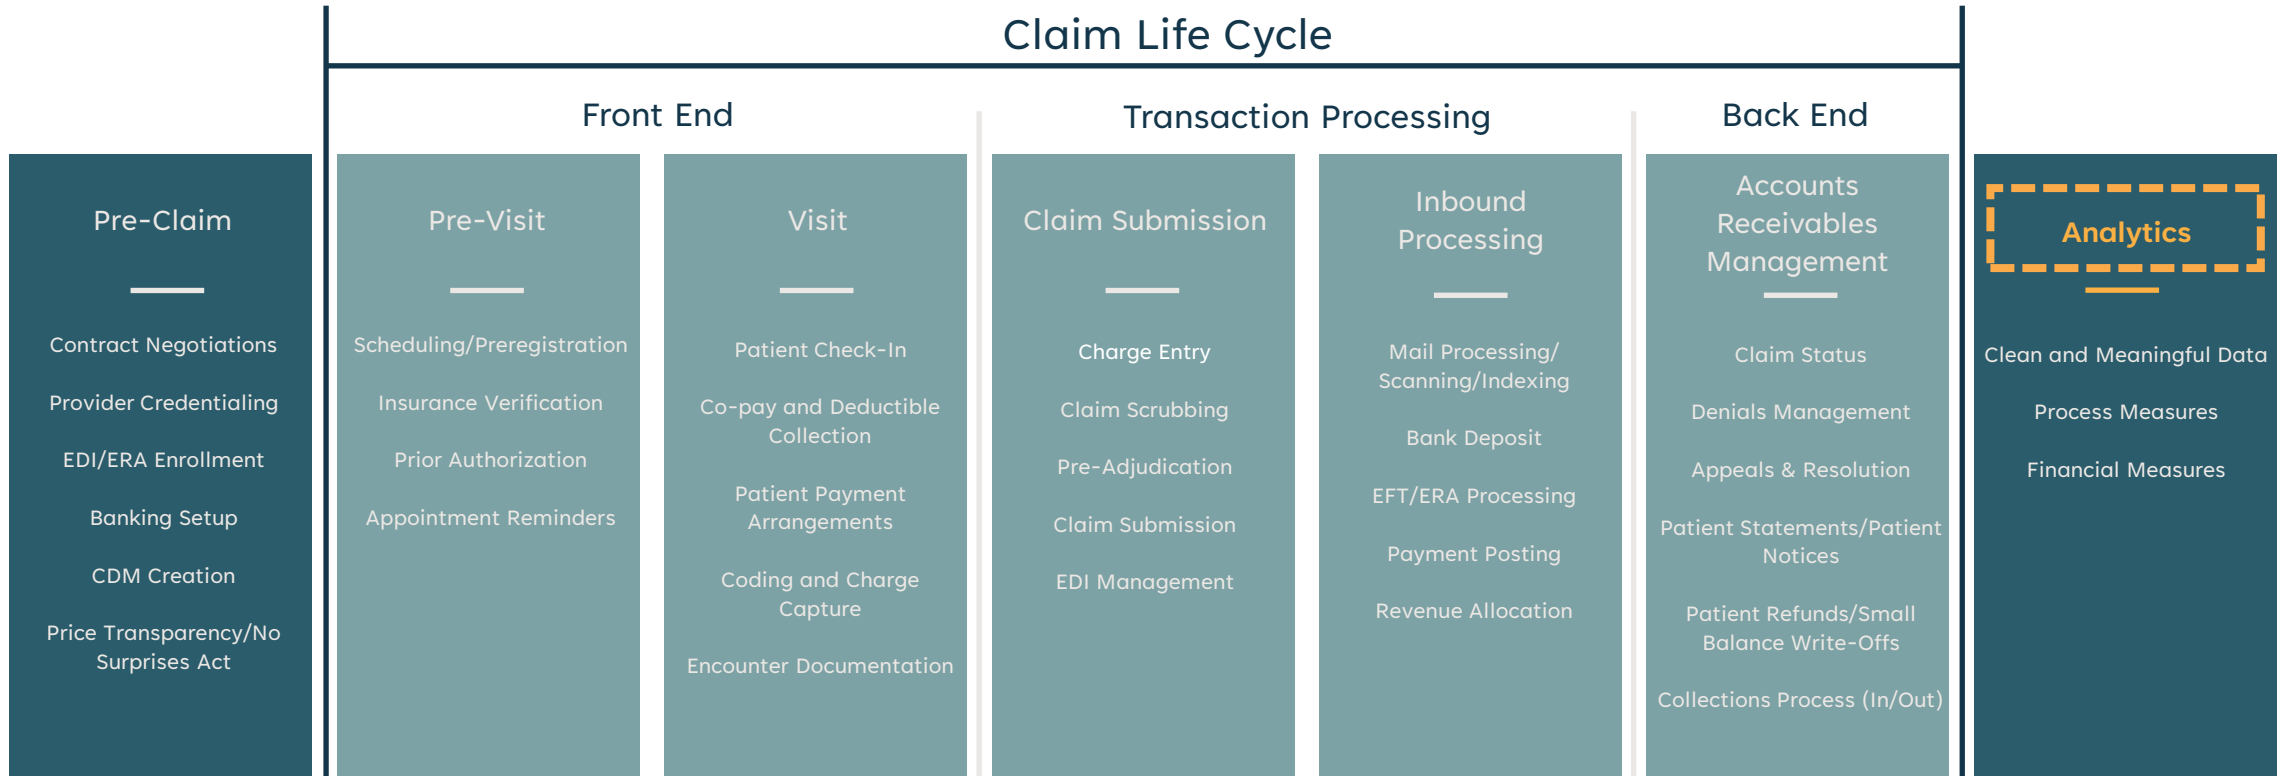 Claim Life Cycle
Front End
Transaction Processing
Back End
Pre-Claim
Contract Negotiations
Provider Credentialing
EDI/ERA Enrollment
Banking Setup
CDM Creation
Price Transparency/No
Surprises Act
Pre-Visit
Scheduling/Preregistration
Insurance Verification
Prior Authorization
Appointment Reminders
Visit
Patient Check-In
Co-pay and Deductible
Collection
Patient Payment
Arrangements
Coding and Charge
Capture
Encounter Documentation
Claim Submission
Charge Entry
Claim Scrubbing
Pre-Adjudication
Claim Submission
EDI Management
Inbound
Processing
Mail Processing/
Scanning/Indexing
Bank Deposit
EFT/ERA Processing
Payment Posting
Revenue Allocation
Accounts
Receivables
Management
Claim Status
Denials Management
Appeals & Resolution
Patient Statements/Patient
Notices
Patient Refunds/Small
Balance Write-Offs
Collections Process (In/Out)
Analytics
Clean and Meaningful Data
Process Measures
Financial Measures